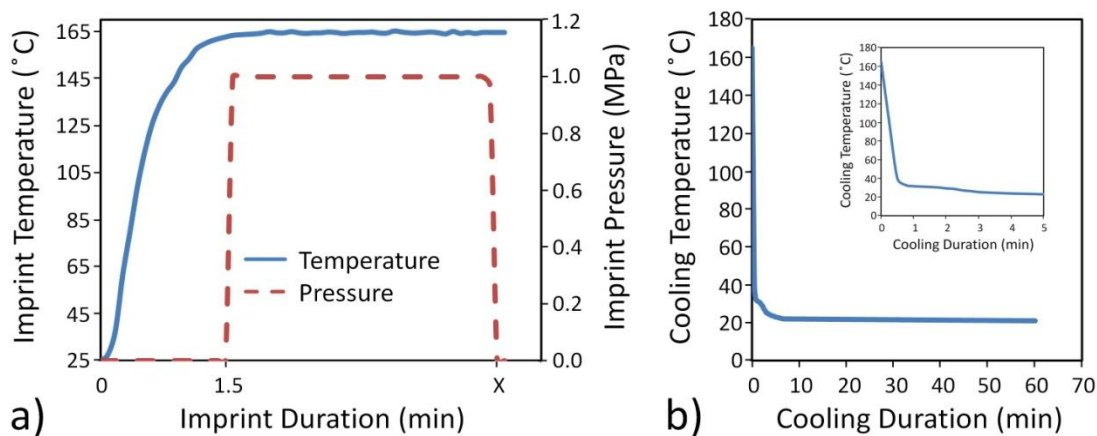 165
145
125
105
85
65
45
25
Imprint Temperature (˚C)
0
1.5
X
Imprint Duration (min)
1.2
1.0
0.8
0.6
0.4
0.2
0.0
Imprint Pressure (MPa)
Temperature
Pressure
a)
180
160
140
120
100
80
60
40
20
0
Cooling Temperature (˚C)
0 10 20 30 40 50 60 70
Cooling Duration (min)
180
160
140
120
100
80
60
40
20
0
Cooling Temperature (˚C)
0 1 2 3 4 5
Cooling Duration (min)
b)